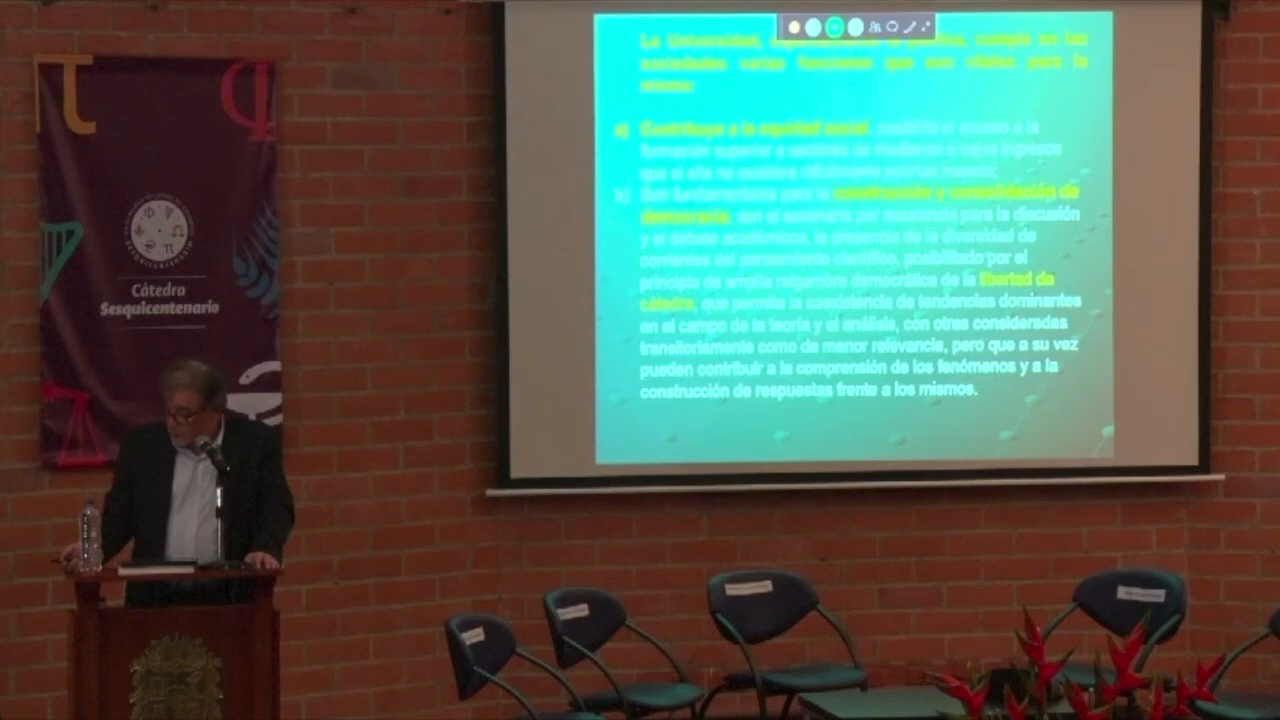 Cátedra
Sesquicentenario
La Universidad, la pública, cumple en las
sociedades varias funciones que son vitales para la
misma:
a) Contribuye a la equidad social, posibilita el acceso a la
formación superior a sectores de medianos o bajos ingresos
que si ella no existiera difícilmente podrían hacerlo;
b) Son fundamentales para la construcción y consolidación de
democracia, son el escenario por excelencia para la discusión
y el debate académicos, la presencia de la diversidad de
corrientes del pensamiento científico, posibilitado por el
principio de amplia raigambre democrática de la libertad de
cátedra, que permite la coexistencia de tendencias dominantes
en el campo de la teoría y el análisis, con otras consideradas
transitoriamente como de menor relevancia, pero que a su vez
pueden contribuir a la comprensión de los fenómenos y a la
construcción de respuestas frente a los mismos.